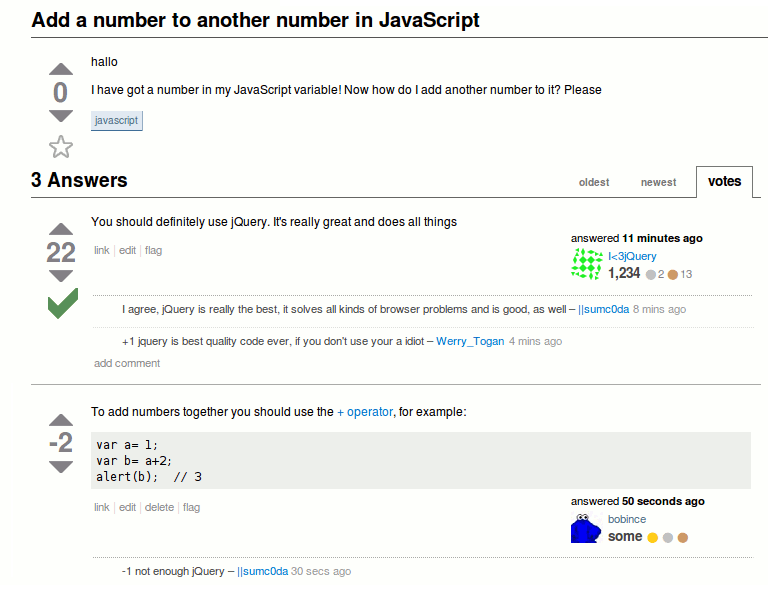 Add a number to another number in JavaScript
hallo
0
I have got a number in my JavaScript variable! Now how do I add another number to it? Please
javascript
3 Answers
oldest newest votes
You should definitely use jQuery. It's really great and does all things
22
link | edit | flag
answered 11 minutes ago
I<3jQuery
1,234 2 13
I agree, jQuery is really the best, it solves all kinds of browser problems and is good, as well – ||sumc0da 8 mins ago
+1 jquery is best quality code ever, if you don't use your a idiot – Werry_Togan 4 mins ago
add comment
To add numbers together you should use the + operator, for example:
-2
var a= 1;
var b= a+2;
alert(b);  // 3
link | edit | delete | flag
answered 50 seconds ago
bobince
some
-1 not enough jQuery – ||sumc0da 30 secs ago